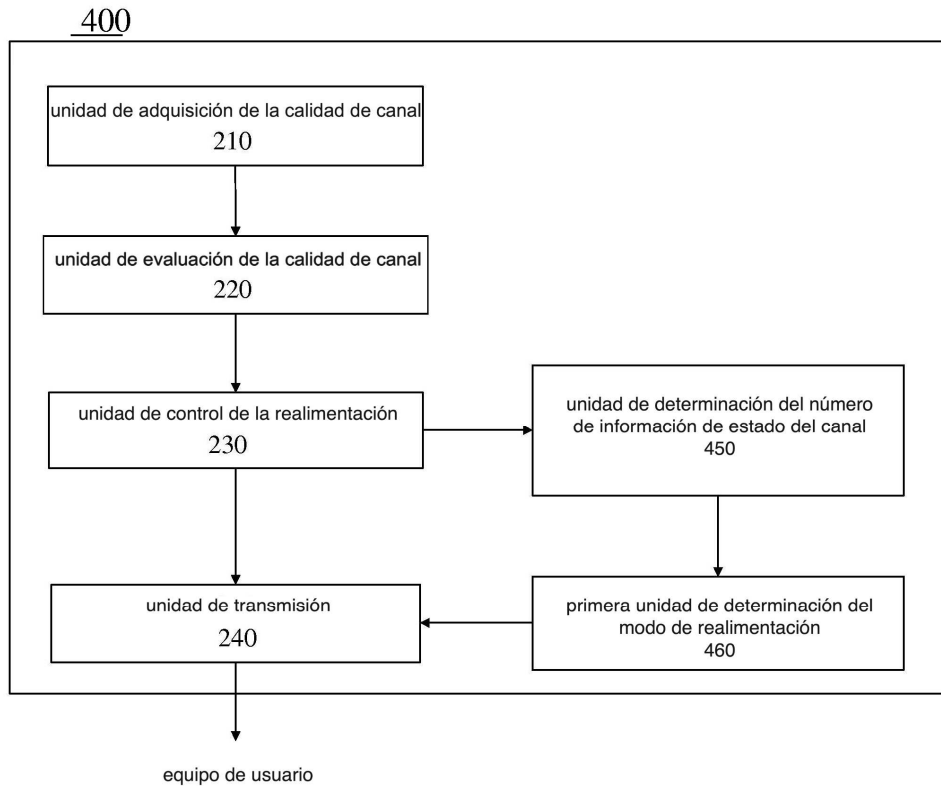 400
unidad de adquisición de la calidad de canal
210
unidad de evaluación de la calidad de canal
220
unidad de control de la realimentación
230
unidad de determinación del número
de información de estado del canal
450
unidad de transmisión
240
primera unidad de determinación del
modo de realimentación
460
equipo de usuario